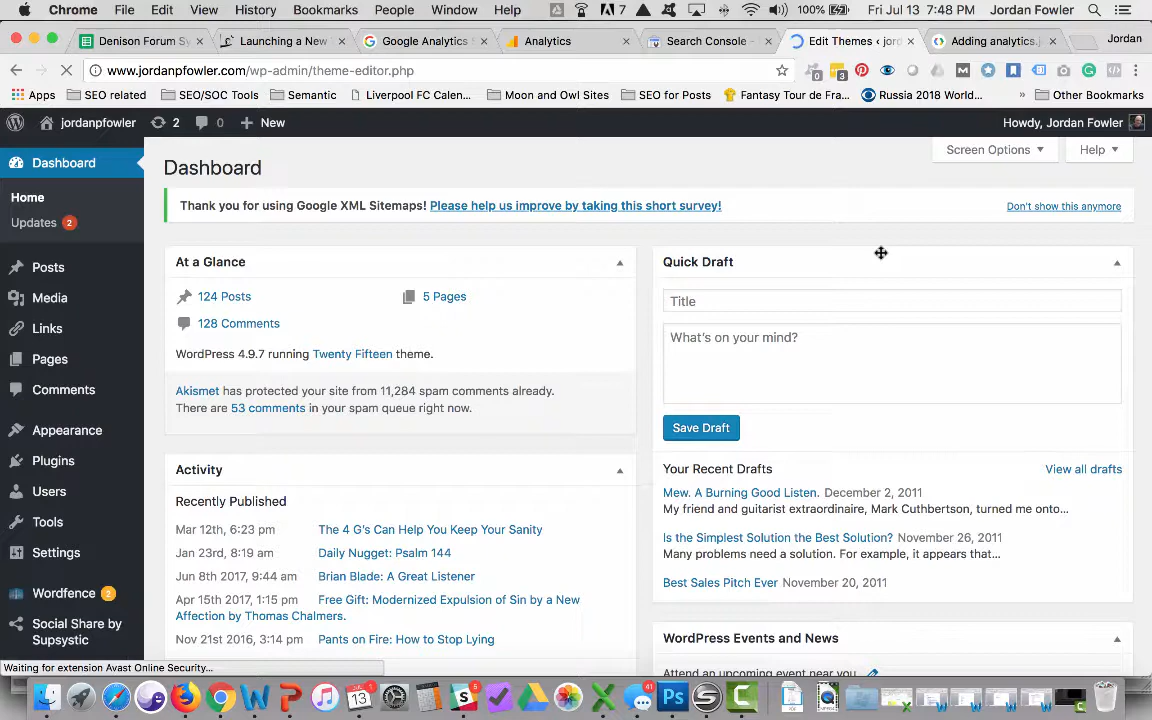 Chrome File Edit View History Bookmarks People Window Help 7 100% Fri Jul 13 7:48 PM Jordan Fowler
Denison Forum Sy Launching a New Google Analytics Analytics Search Console - Edit Themes ‹ jord Adding analytics.j Jordan
www.jordanpfowler.com/wp-admin/theme-editor.php
Apps SEO related SEO/SOC Tools Semantic Liverpool FC Calen... Moon and Owl Sites SEO for Posts Fantasy Tour de Fra... Russia 2018 World... » Other Bookmarks
jordanpfowler 2 0 + New Howdy, Jordan Fowler
Dashboard
Home
Updates 2
Posts
Media
Links
Pages
Comments
Appearance
Plugins
Users
Tools
Settings
Wordfence 2
Social Share by
Supsystic
Screen Options Help
Dashboard
Thank you for using Google XML Sitemaps! Please help us improve by taking this short survey! Don't show this anymore
At a Glance
124 Posts 5 Pages
128 Comments
WordPress 4.9.7 running Twenty Fifteen theme.
Akismet has protected your site from 11,284 spam comments already.
There are 53 comments in your spam queue right now.
Activity
Recently Published
Mar 12th, 6:23 pm The 4 G's Can Help You Keep Your Sanity
Jan 23rd, 8:19 am Daily Nugget: Psalm 144
Jun 8th 2017, 9:44 am Brian Blade: A Great Listener
Apr 15th 2017, 1:15 pm Free Gift: Modernized Expulsion of Sin by a New
Affection by Thomas Chalmers.
Nov 21st 2016, 3:14 pm Pants on Fire: How to Stop Lying
Quick Draft
Title
What's on your mind?
Save Draft
Your Recent Drafts View all drafts
Mew. A Burning Good Listen. December 2, 2011
My friend and guitarist extraordinaire, Mark Cuthbertson, turned me onto...
Is the Simplest Solution the Best Solution? November 26, 2011
Many problems need a solution. For example, it appears that...
Best Sales Pitch Ever November 20, 2011
WordPress Events and News
Attend an upcoming event near you.
Waiting for extension Avast Online Security...